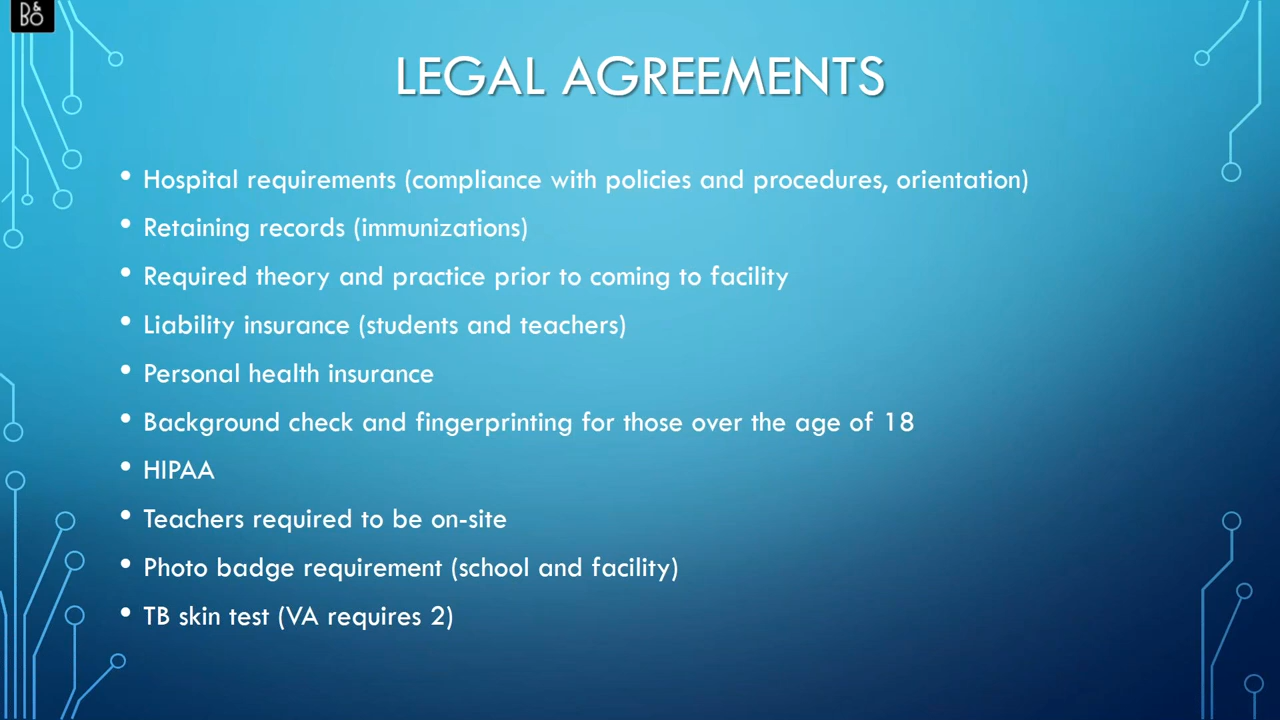 B&O
LEGAL AGREEMENTS
• Hospital requirements (compliance with policies and procedures, orientation)
• Retaining records (immunizations)
• Required theory and practice prior to coming to facility
• Liability insurance (students and teachers)
• Personal health insurance
• Background check and fingerprinting for those over the age of 18
• HIPAA
• Teachers required to be on-site
• Photo badge requirement (school and facility)
• TB skin test (VA requires 2)